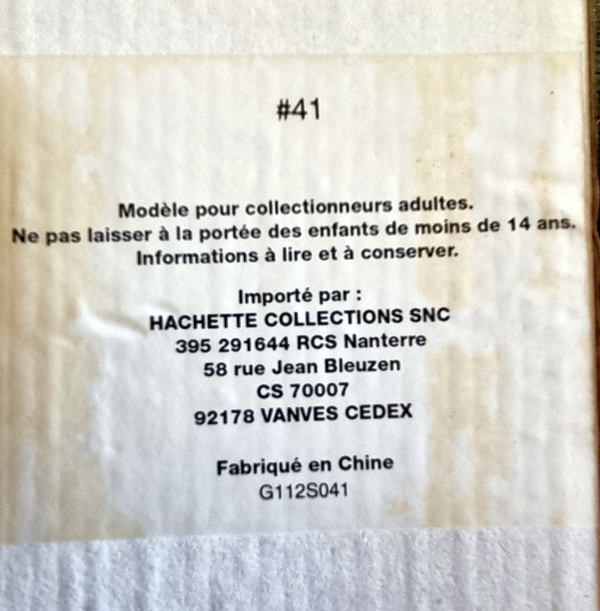 #41
Modèle pour collectionneurs adultes.
Ne pas laisser à la portée des enfants de moins de 14 ans.
Informations à lire et à conserver.
Importé par :
HACHETTE COLLECTIONS SNC
395 291644 RCS Nanterre
58 rue Jean Bleuzen
CS 70007
92178 VANVES CEDEX
Fabriqué en Chine
G112S041